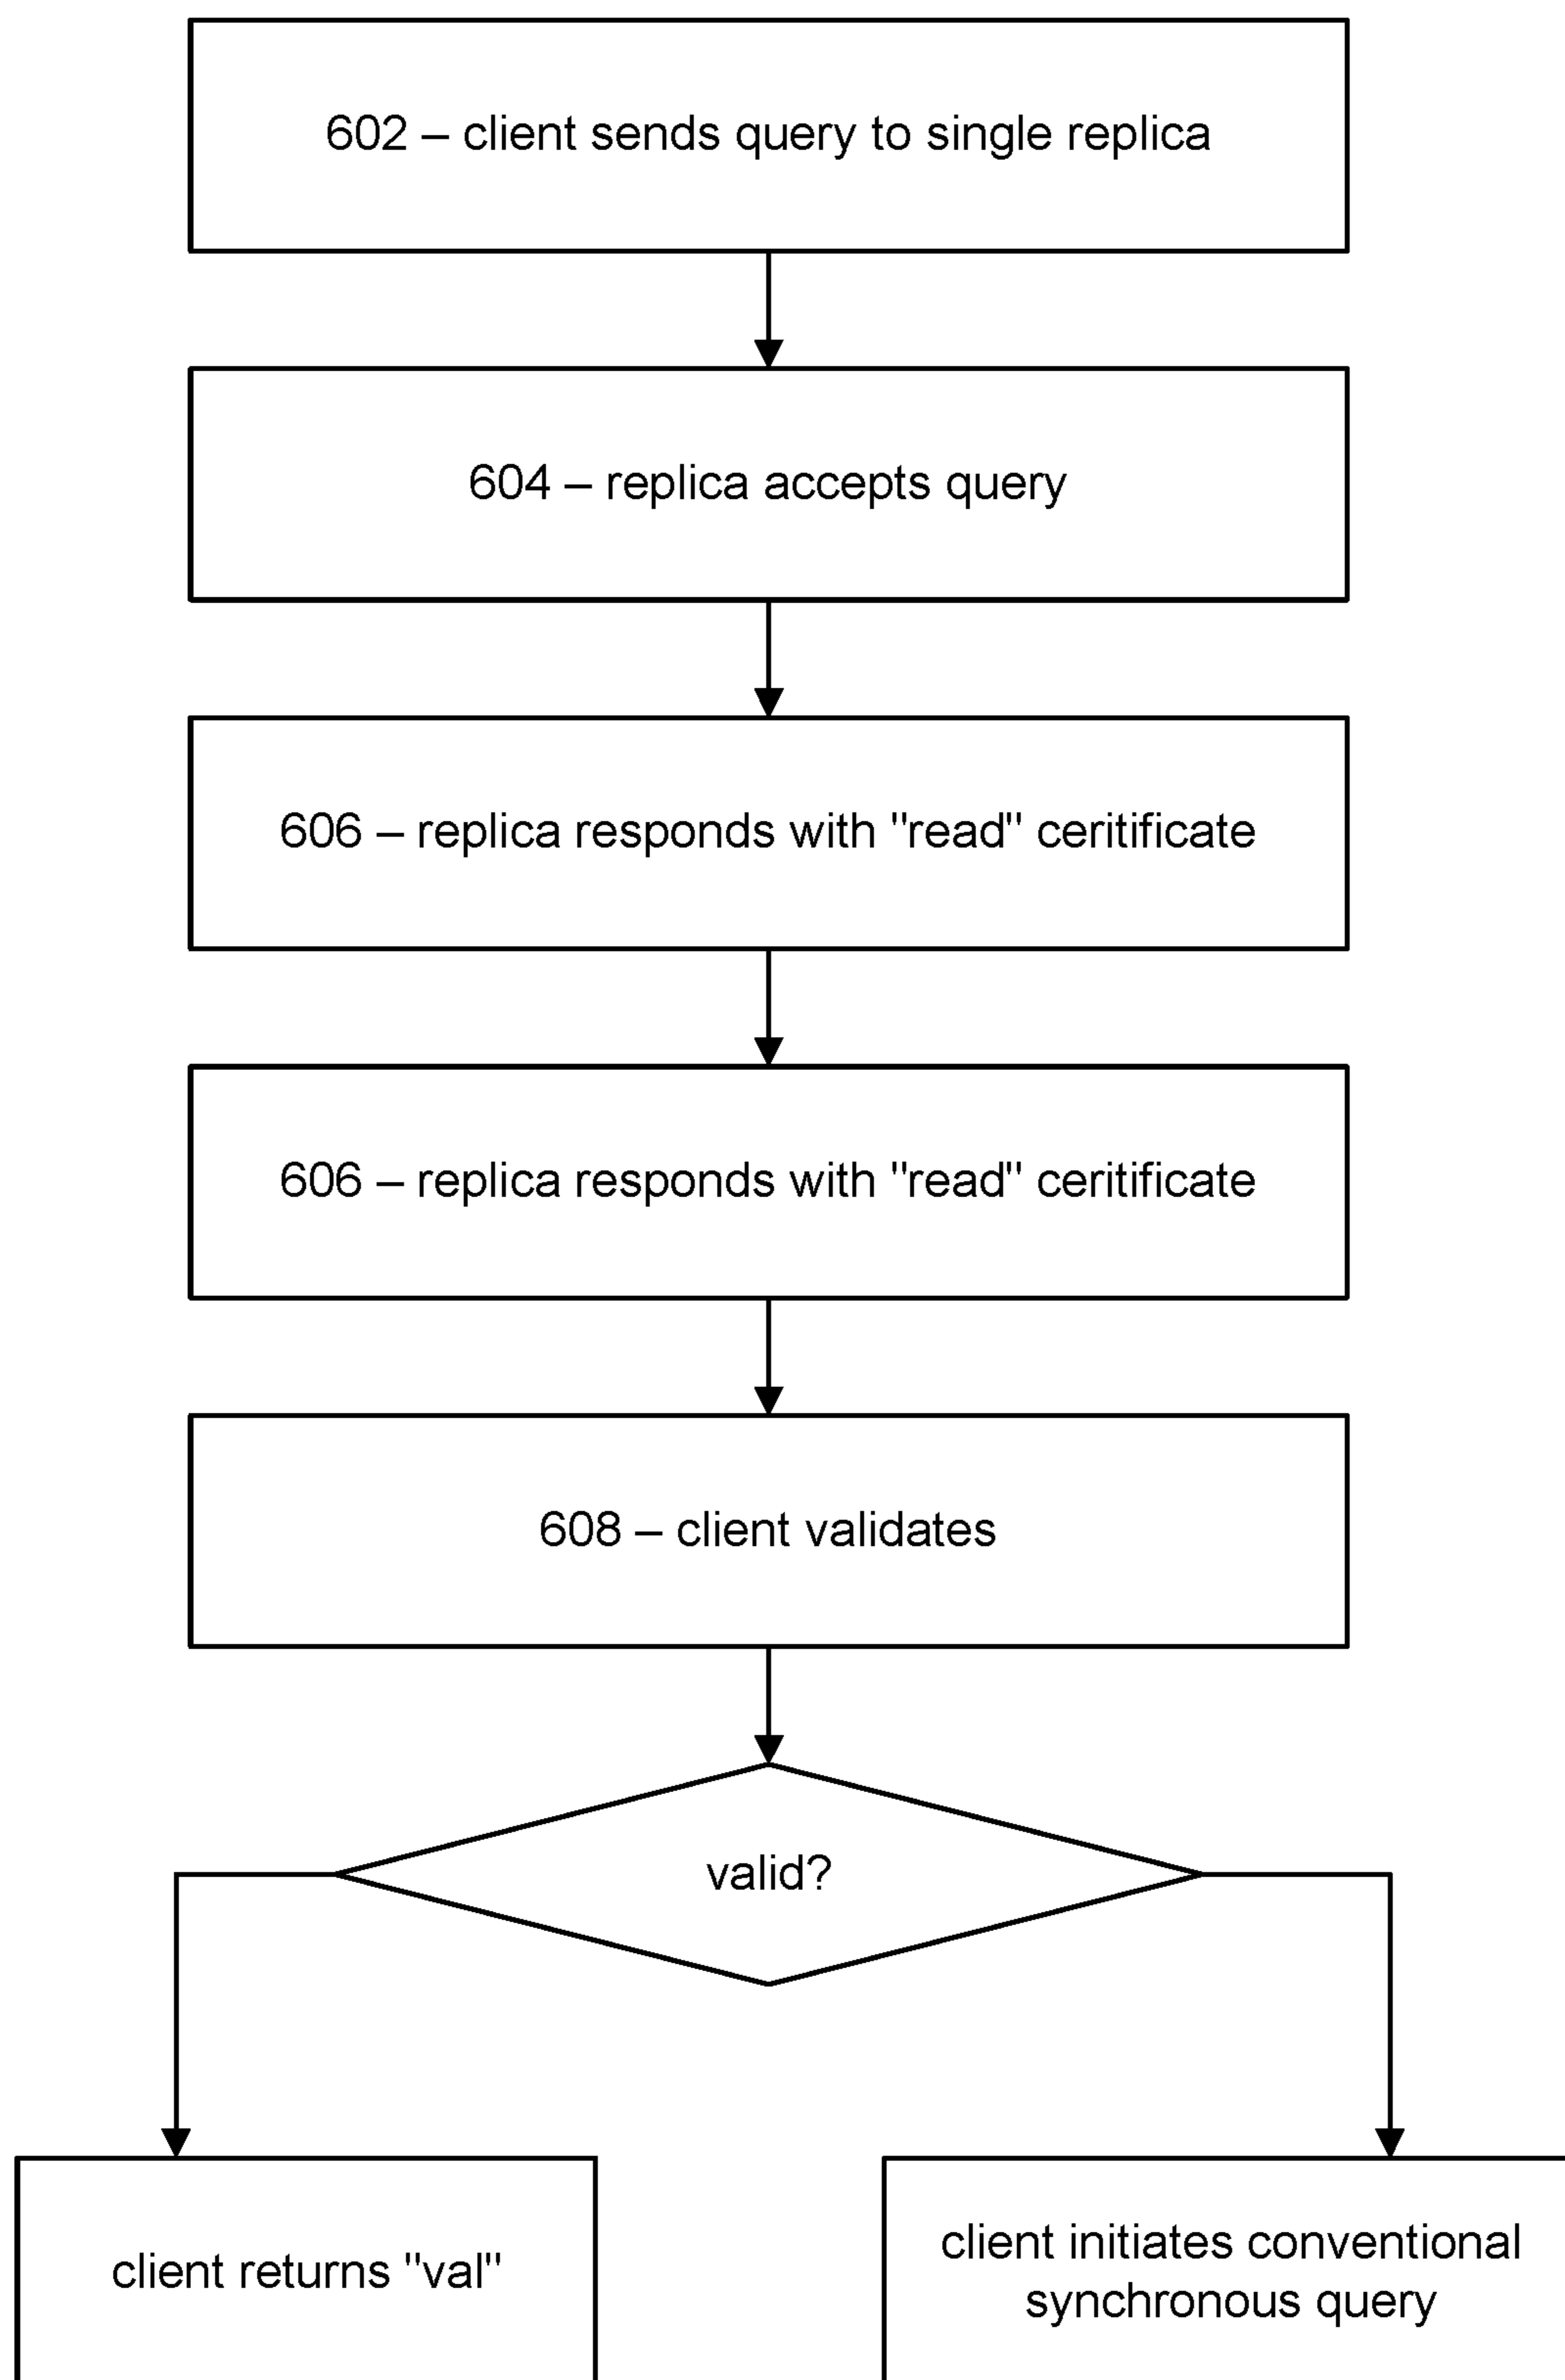 602 – client sends query to single replica
604 – replica accepts query
606 – replica responds with "read" ceritificate
606 – replica responds with "read" ceritificate
608 – client validates
valid?
client returns "val"
client initiates conventional
synchronous query